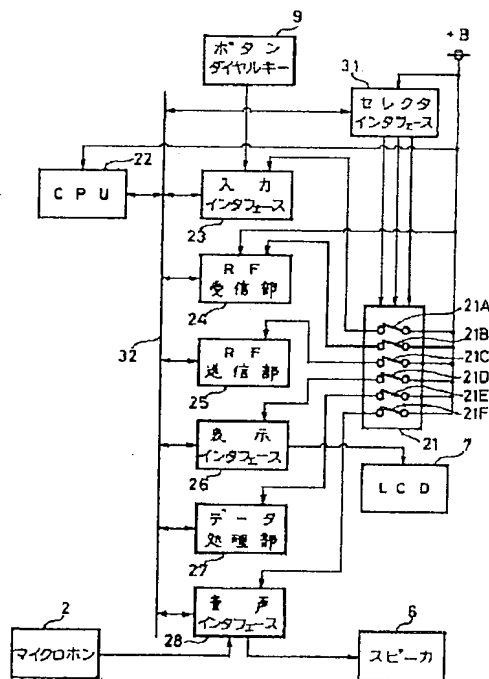 9
ボタン
ダイヤルキー
+B
31
セレクタ
インタフェース
22
CPU
入力
インタフェース
23
RF
受信部
24
21A
21B
21C
21D
21E
21F
32
RF
送信部
25
表示
インタフェース
26
21
7
LCD
データ
処理部
27
2
マイクロホン
音声
インタフェース
28
6
スピーカ